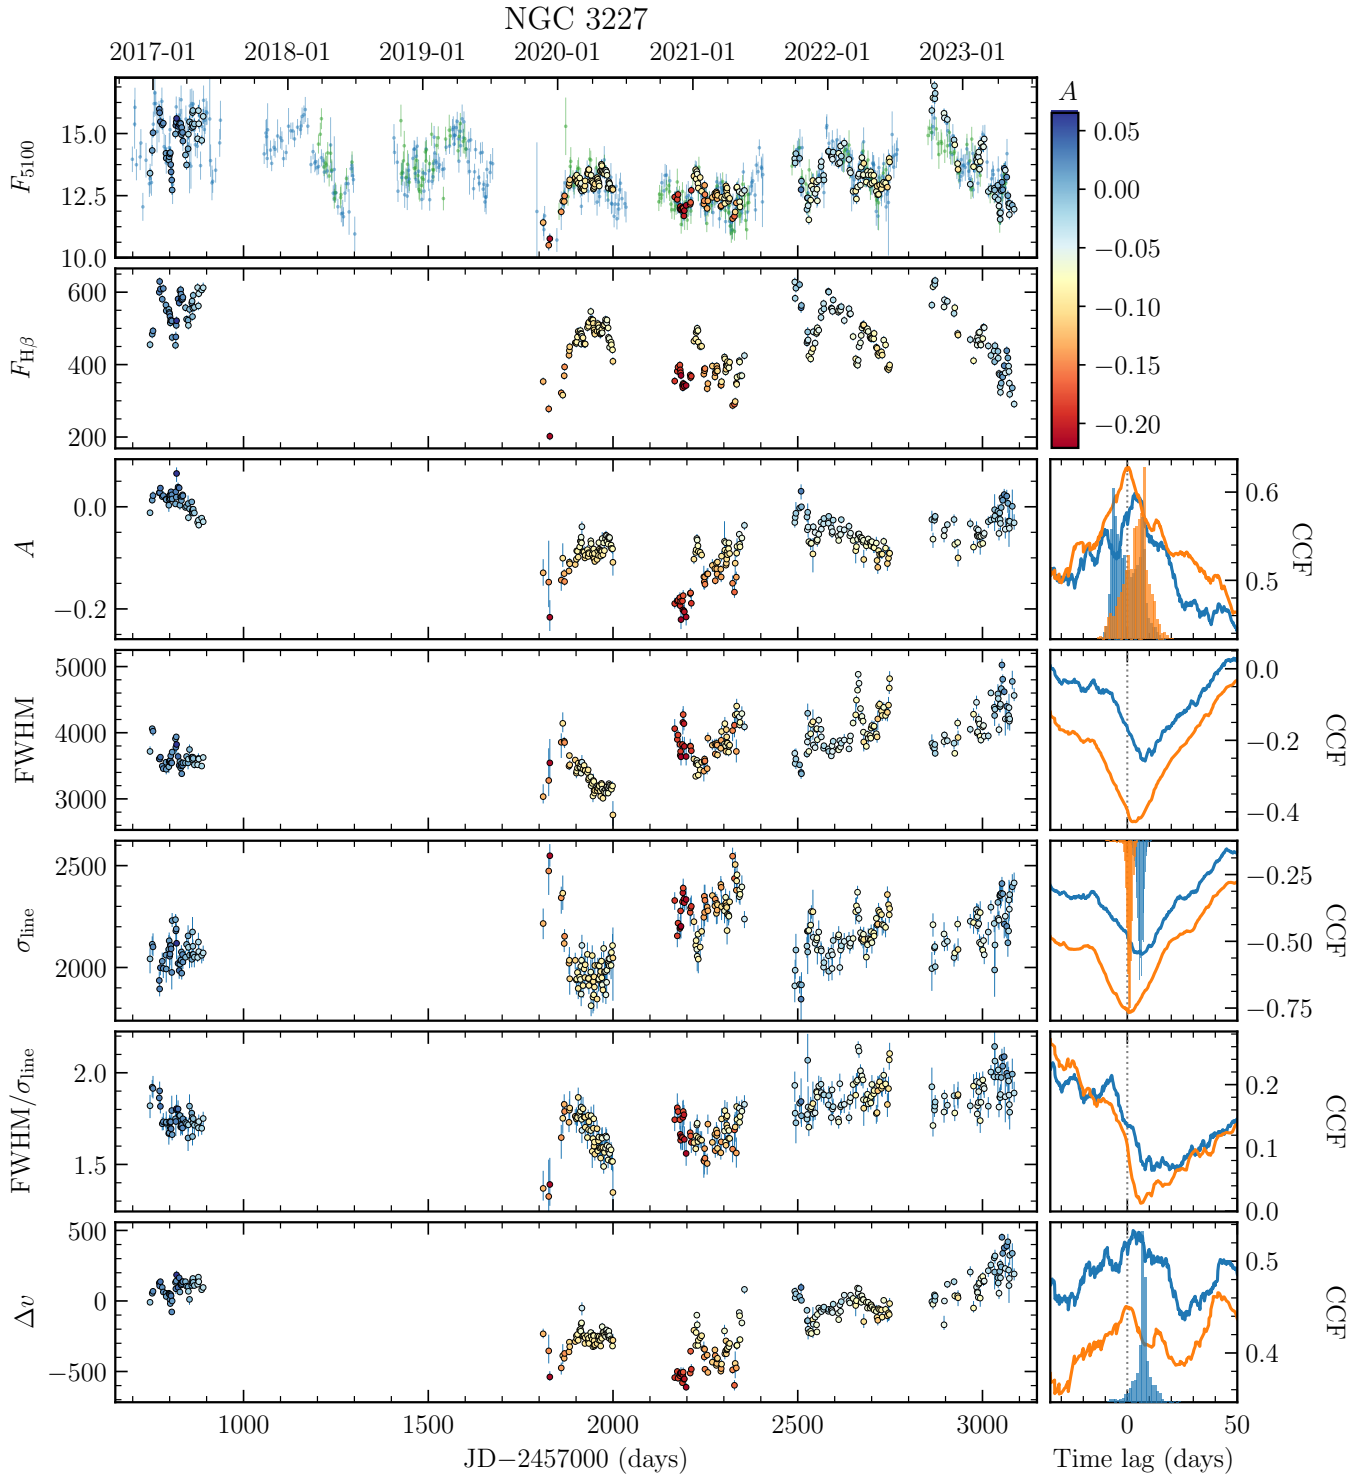 NGC 3227
2017-01 2018-01 2019-01 2020-01 2021-01 2022-01 2023-01
A
F5100
15.0
12.5
10.0
0.05
0.00
−0.05
−0.10
−0.15
−0.20
FHβ
600
400
200
A
0.0
−0.2
0.6
0.5
CCF
FWHM
5000
4000
3000
0.0
−0.2
−0.4
CCF
σline
2500
2000
−0.25
−0.50
−0.75
CCF
FWHM/σline
2.0
1.5
0.2
0.1
0.0
CCF
Δv
500
0
−500
0.5
0.4
CCF
1000 1500 2000 2500 3000 0 50
JD−2457000 (days) Time lag (days)